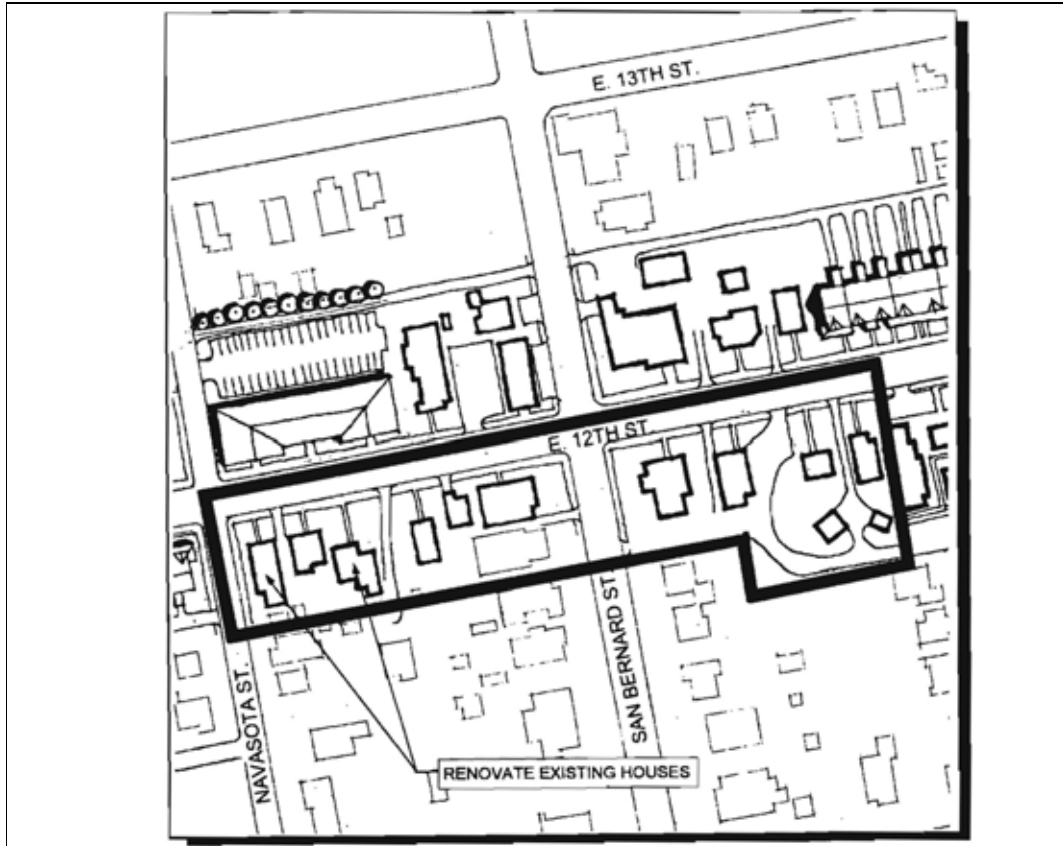 E. 13TH ST.
E. 12TH ST.
NAVASOTA ST.
SAN BERNARD ST.
RENOVATE EXISTING HOUSES